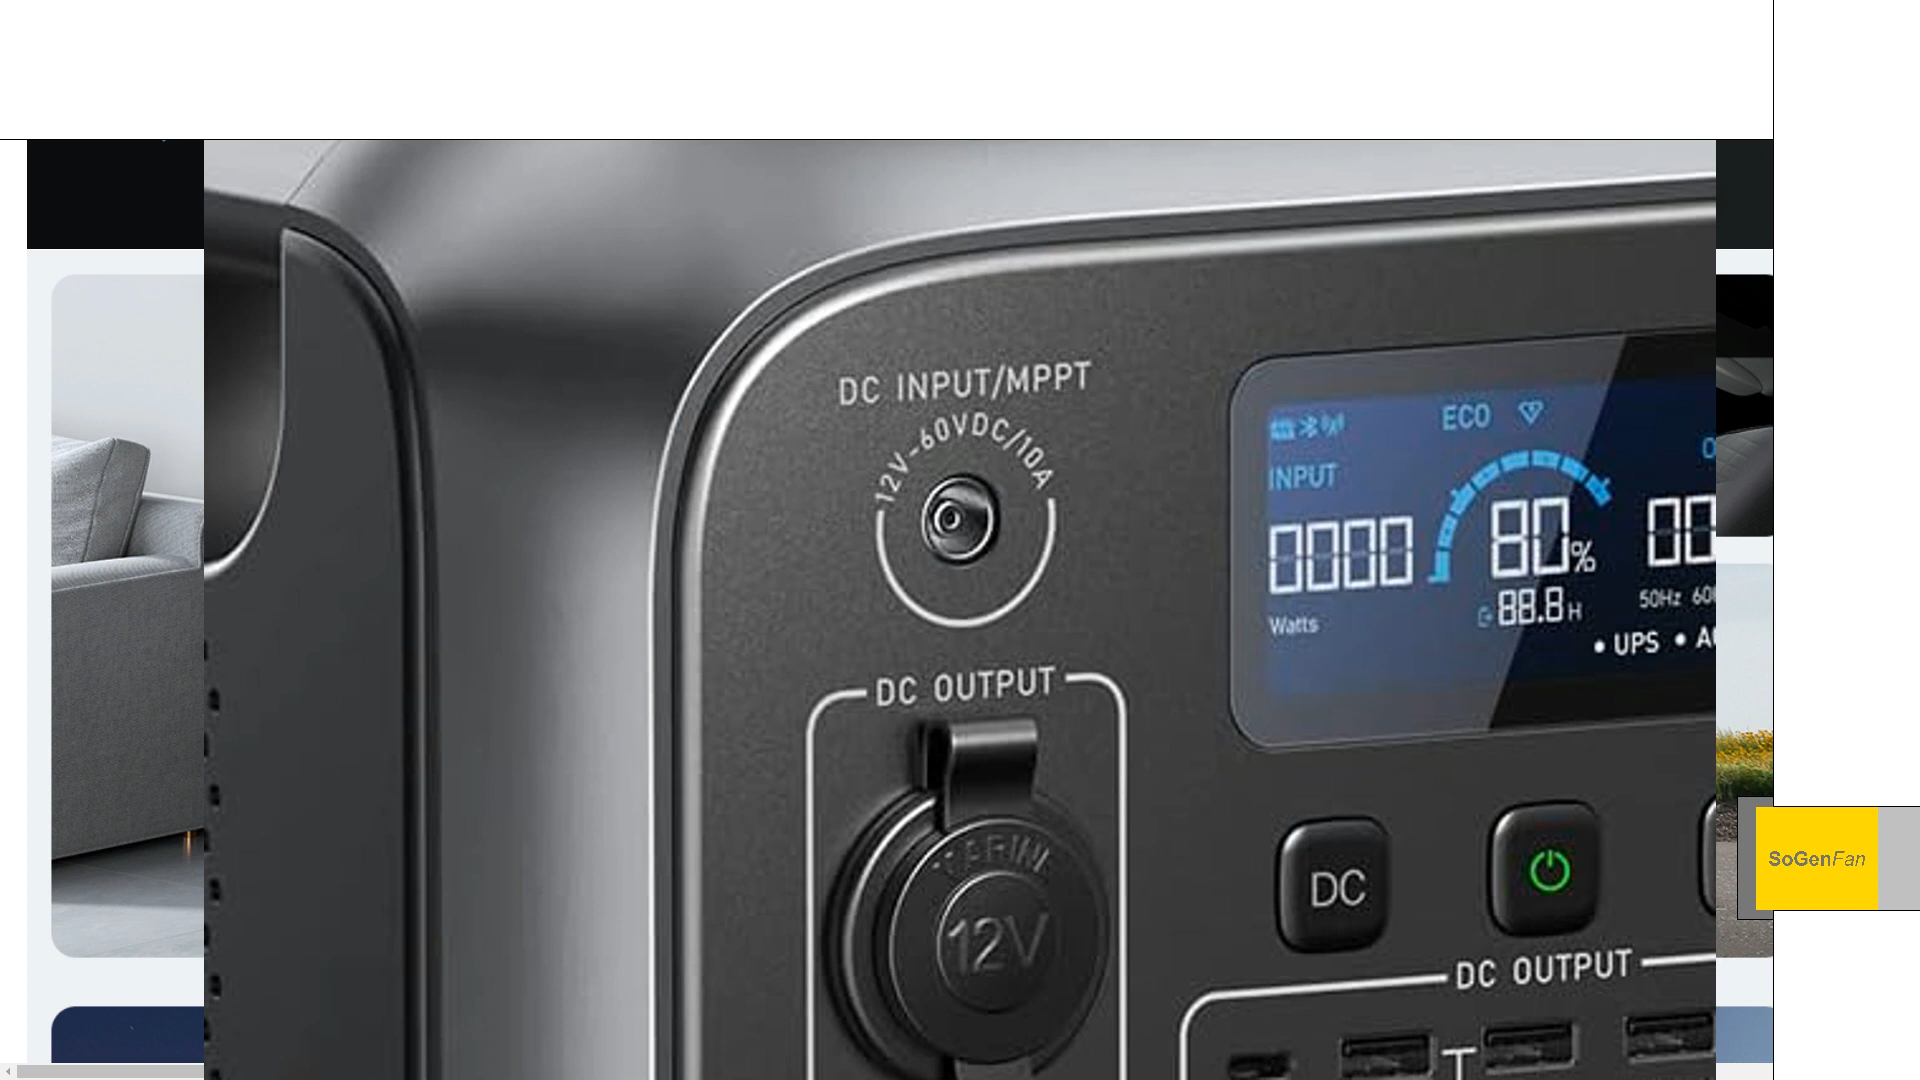 DC INPUT/MPPT
12V-60VDC/10A
ECO
INPUT
0000
80%
88.8 H
Watts
50Hz
UPS
DC OUTPUT
12V
DC
SoGenFan
DC OUTPUT